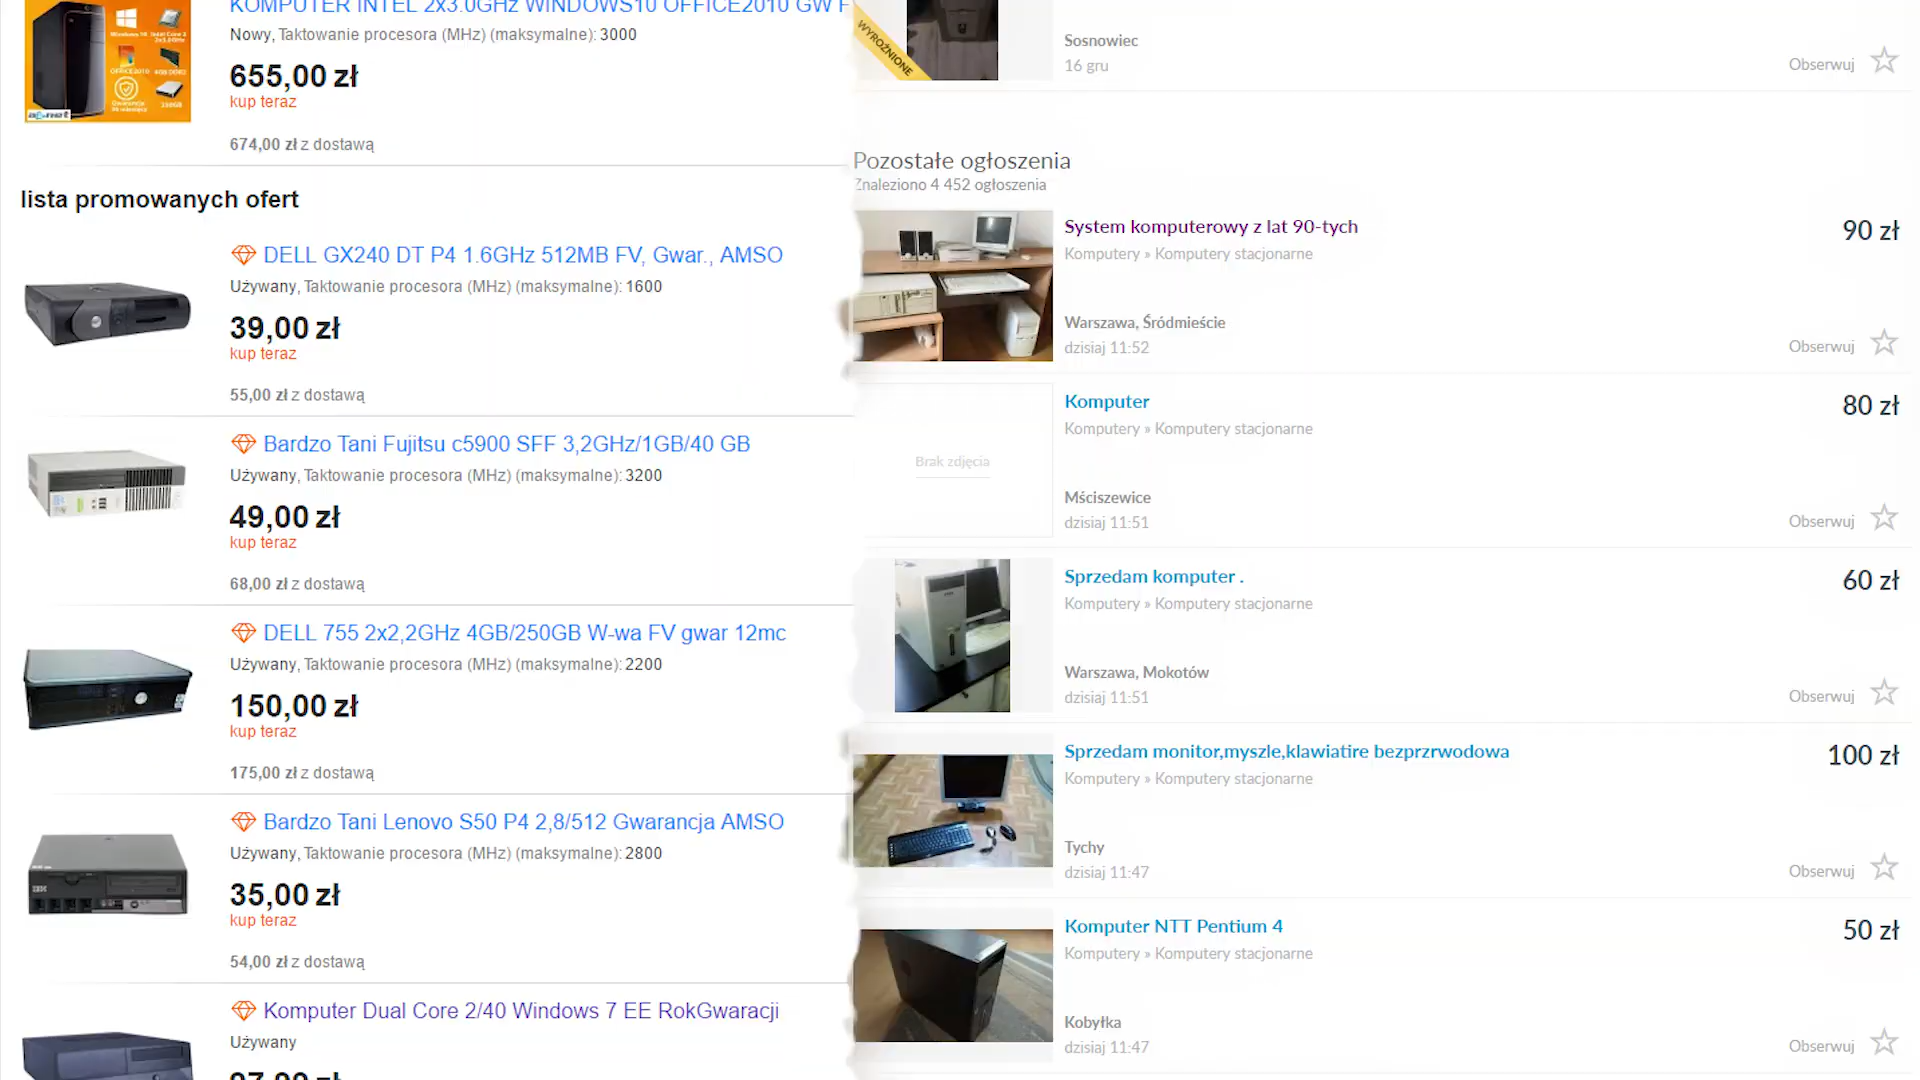 KOMPUTER INTEL 2x3.0GHz WINDOWS10 OFFICE2010 GW F
Nowy, Taktowanie procesora (MHz) (maksymalne): 3000
655,00 zł
kup teraz
674,00 zł z dostawą
lista promowanych ofert
DELL GX240 DT P4 1.6GHz 512MB FV, Gwar., AMSO
Używany, Taktowanie procesora (MHz) (maksymalne): 1600
39,00 zł
kup teraz
55,00 zł z dostawą
Bardzo Tani Fujitsu c5900 SFF 3,2GHz/1GB/40 GB
Używany, Taktowanie procesora (MHz) (maksymalne): 3200
49,00 zł
kup teraz
68,00 zł z dostawą
DELL 755 2x2,2GHz 4GB/250GB W-wa FV gwar 12mc
Używany, Taktowanie procesora (MHz) (maksymalne): 2200
150,00 zł
kup teraz
175,00 zł z dostawą
Bardzo Tani Lenovo S50 P4 2,8/512 Gwarancja AMSO
Używany, Taktowanie procesora (MHz) (maksymalne): 2800
35,00 zł
kup teraz
54,00 zł z dostawą
Komputer Dual Core 2/40 Windows 7 EE RokGwaracji
Używany
WYRÓŻNIONE
Sosnowiec
16 gru
Obserwuj
Pozostałe ogłoszenia
Znaleziono 4 452 ogłoszenia
System komputerowy z lat 90-tych
90 zł
Komputery » Komputery stacjonarne
Warszawa, Śródmieście
dzisiaj 11:52
Obserwuj
Komputer
80 zł
Komputery » Komputery stacjonarne
Brak zdjęcia
Mściszewice
dzisiaj 11:51
Obserwuj
Sprzedam komputer .
60 zł
Komputery » Komputery stacjonarne
Warszawa, Mokotów
dzisiaj 11:51
Obserwuj
Sprzedam monitor,myszle,klawiatire bezprzrwodowa
100 zł
Komputery » Komputery stacjonarne
Tychy
dzisiaj 11:47
Obserwuj
Komputer NTT Pentium 4
50 zł
Komputery » Komputery stacjonarne
Kobyłka
dzisiaj 11:47
Obserwuj